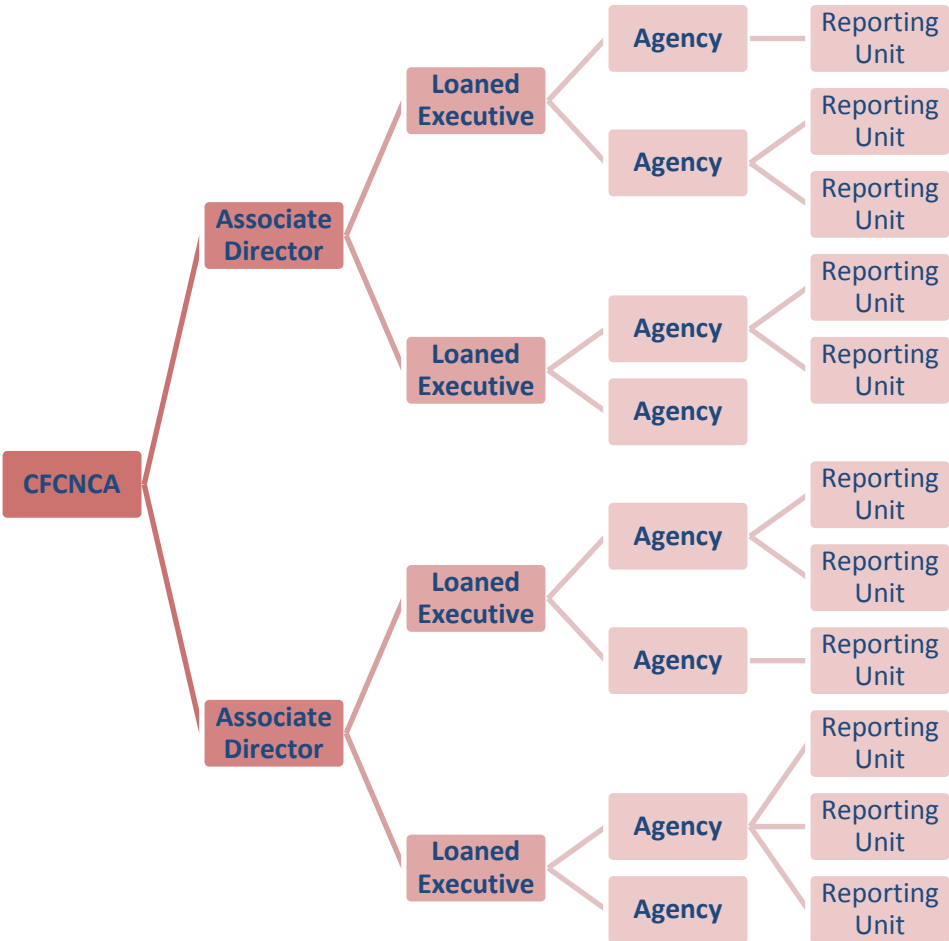 Agency
Reporting
Unit
Loaned
Executive
Reporting
Unit
Agency
Reporting
Unit
Associate
Director
Reporting
Unit
Agency
Loaned
Executive
Reporting
Unit
Agency
CFCNCA
Reporting
Unit
Agency
Reporting
Unit
Loaned
Executive
Agency
Reporting
Unit
Associate
Director
Reporting
Unit
Agency
Reporting
Unit
Loaned
Executive
Agency
Reporting
Unit